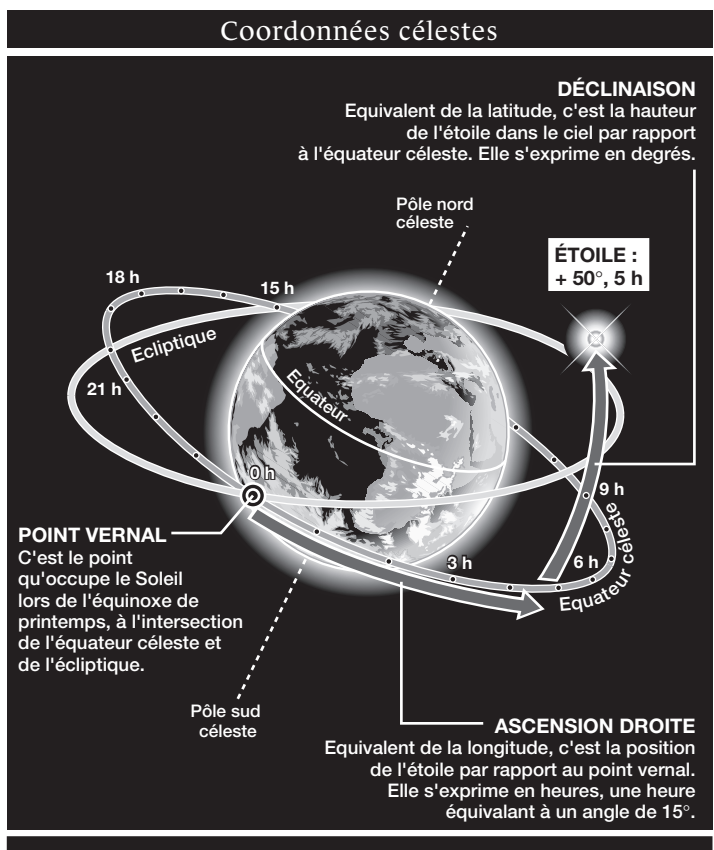 Coordonnées célestes
DÉCLINAISON
Equivalent de la latitude, c'est la hauteur
de l'étoile dans le ciel par rapport
à l'équateur céleste. Elle s'exprime en degrés.
Pôle nord
céleste
ÉTOILE :
+ 50°, 5 h
18 h
15 h
Ecliptique
21 h
Equateur
0 h
9 h
POINT VERNAL
C'est le point
qu'occupe le Soleil
lors de l'équinoxe de
printemps, à l'intersection
de l'équateur céleste et
de l'écliptique.
3 h
6 h
Equateur céleste
Pôle sud
céleste
ASCENSION DROITE
Equivalent de la longitude, c'est la position
de l'étoile par rapport au point vernal.
Elle s'exprime en heures, une heure
équivalant à un angle de 15°.